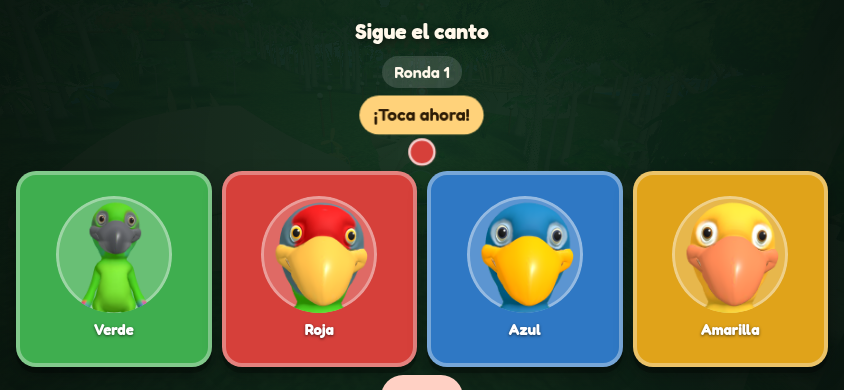 Sigue el canto
Ronda 1
¡Toca ahora!
Verde
Roja
Azul
Amarilla